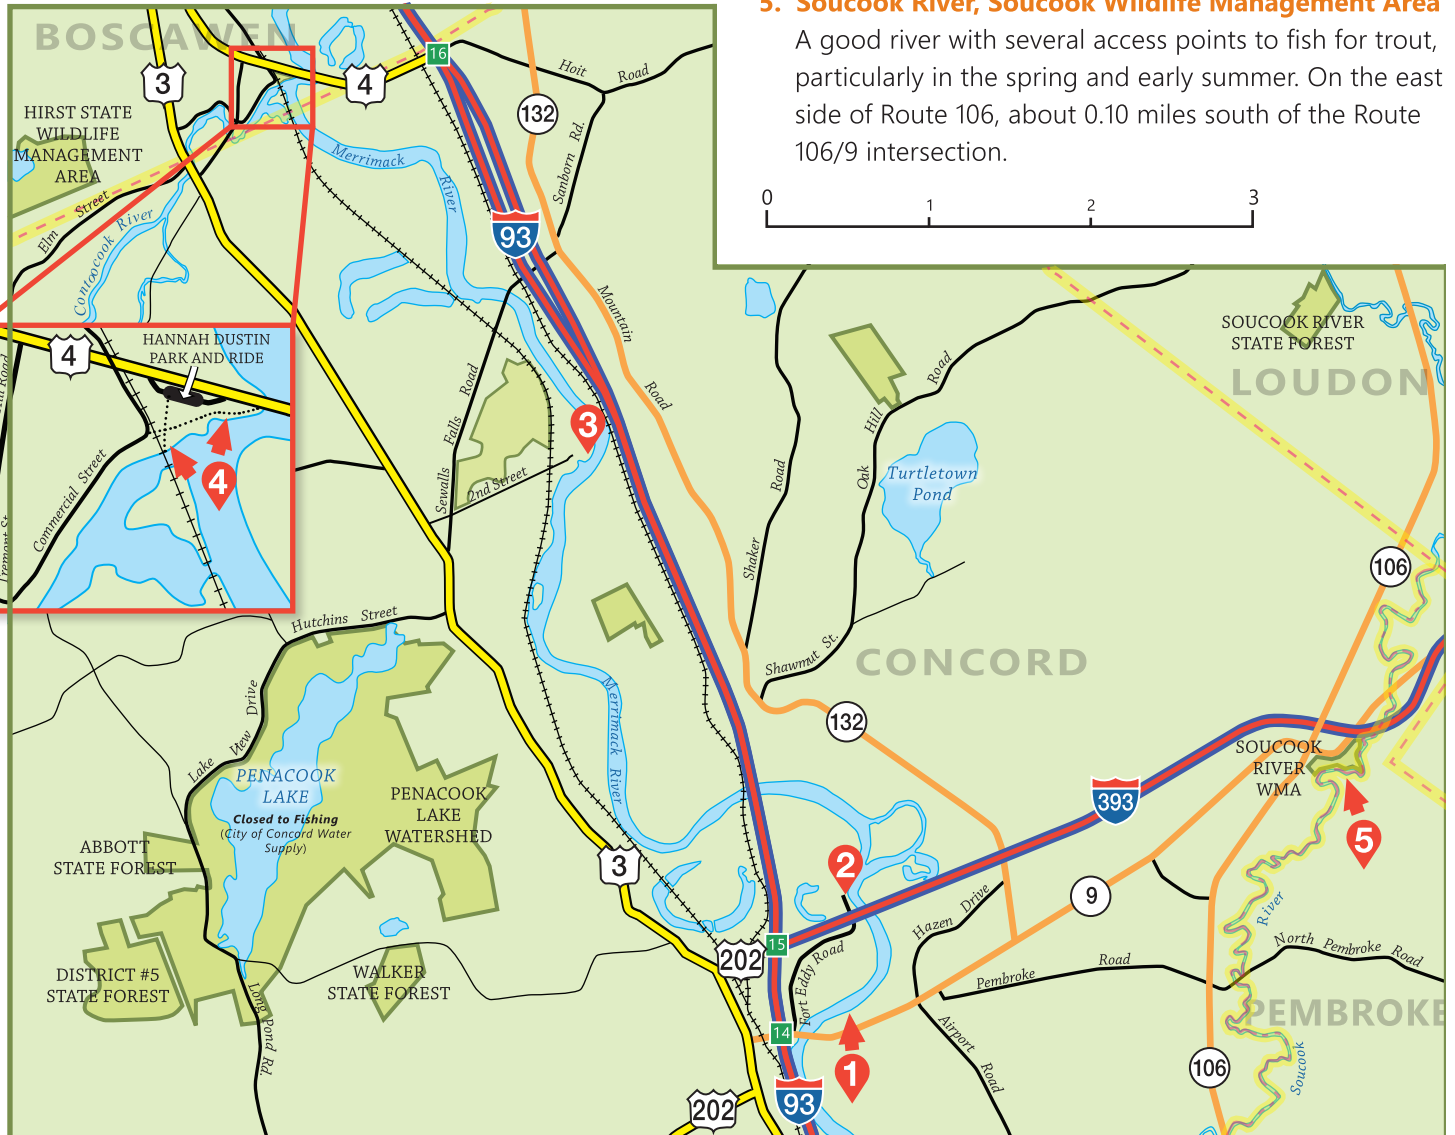 5. Soucook River, Soucook Wildlife Management Area
A good river with several access points to fish for trout,
particularly in the spring and early summer. On the east
side of Route 106, about 0.10 miles south of the Route
106/9 intersection.
0 1 2 3
BOSCAWEN
3
4
16
Hoit Road
132
Sanborn Rd.
HIRST STATE
WILDLIFE
MANAGEMENT
AREA
Elm Street
Contoocook River
Merrimack
River
93
Mountain
Road
4
HANNAH DUSTIN
PARK AND RIDE
Commercial Street
4
Sewalls Falls Road
2nd Street
3
Shaker Road
Oak Hill Road
Turtletown
Pond
SOUCOOK RIVER
STATE FOREST
LOUDON
106
Hutchins Street
Lake View Drive
PENACOOK
LAKE
Closed to Fishing
(City of Concord Water
Supply)
PENACOOK
LAKE
WATERSHED
ABBOTT
STATE FOREST
DISTRICT #5
STATE FOREST
WALKER
STATE FOREST
Long Pond Rd.
Merrimack River
Shawmut St.
CONCORD
132
393
SOUCOOK
RIVER
WMA
5
3
2
9
Hazen Drive
202
15
Fort Eddy Road
Pembroke Road
River
North Pembroke Road
PEMBROKE
14
1
Airport Road
106
Soucook
202
93